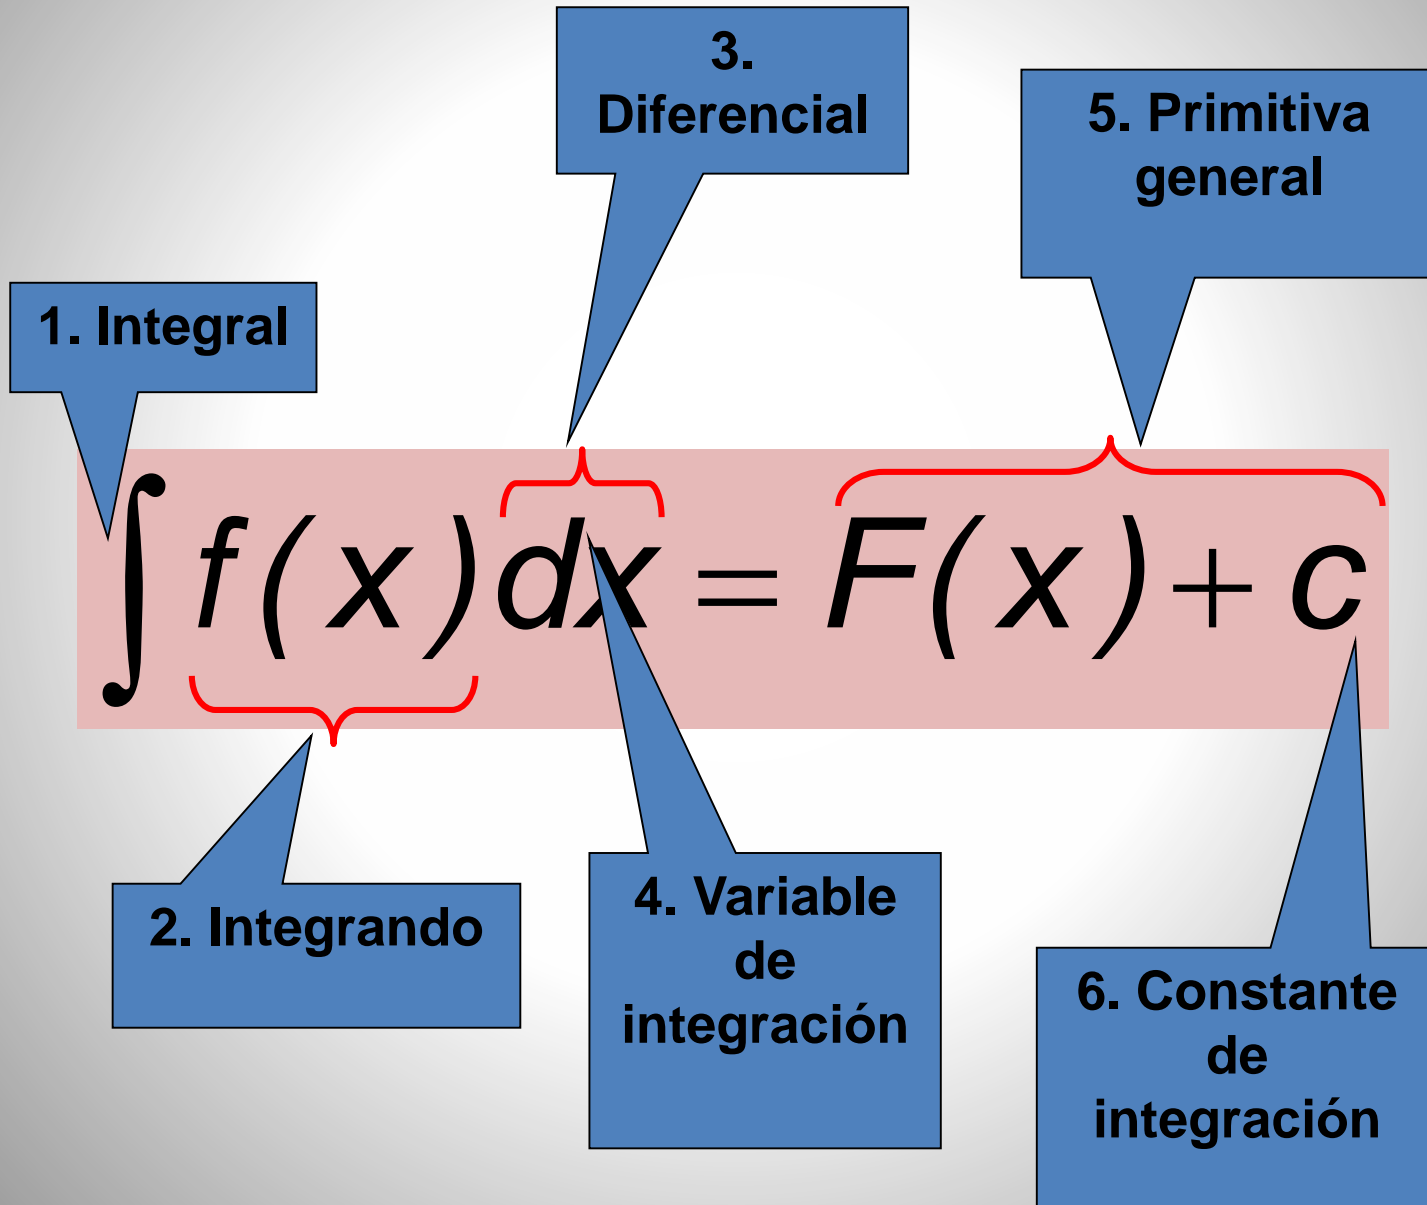 3.
Diferencial
5. Primitiva
general
1. Integral
∫ f(x)dx = F(x) + c
2. Integrando
4. Variable
de
integración
6. Constante
de
integración